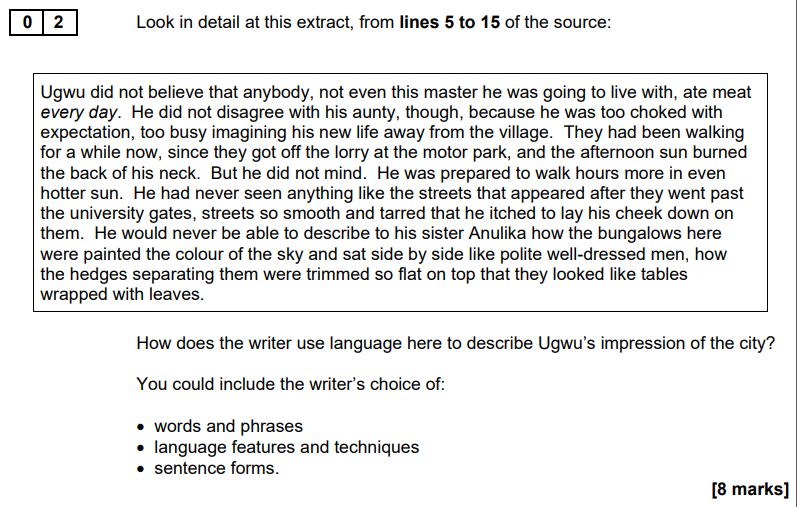 0 2 Look in detail at this extract, from lines 5 to 15 of the source:
Ugwu did not believe that anybody, not even this master he was going to live with, ate meat
every day. He did not disagree with his aunty, though, because he was too choked with
expectation, too busy imagining his new life away from the village. They had been walking
for a while now, since they got off the lorry at the motor park, and the afternoon sun burned
the back of his neck. But he did not mind. He was prepared to walk hours more in even
hotter sun. He had never seen anything like the streets that appeared after they went past
the university gates, streets so smooth and tarred that he itched to lay his cheek down on
them. He would never be able to describe to his sister Anulika how the bungalows here
were painted the colour of the sky and sat side by side like polite well-dressed men, how
the hedges separating them were trimmed so flat on top that they looked like tables
wrapped with leaves.
How does the writer use language here to describe Ugwu’s impression of the city?
You could include the writer’s choice of:
• words and phrases
• language features and techniques
• sentence forms.
[8 marks]